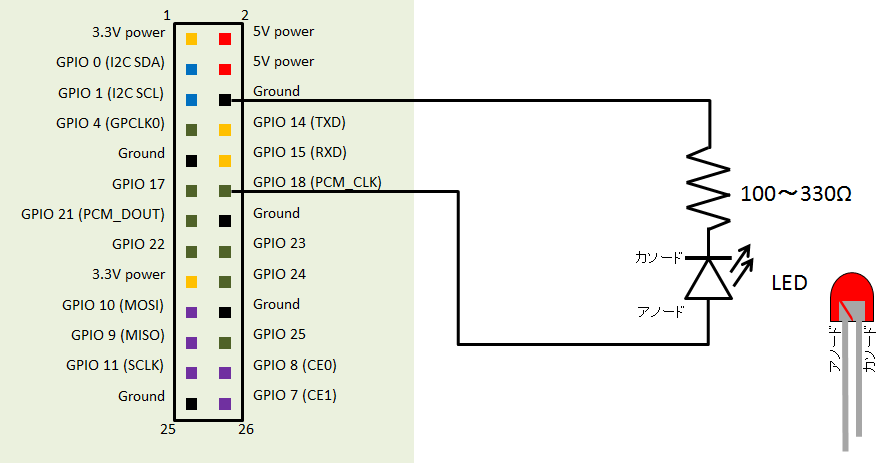 1 2
3.3V power 5V power
GPIO 0 (I2C SDA) 5V power
GPIO 1 (I2C SCL) Ground
GPIO 4 (GPCLK0) GPIO 14 (TXD)
Ground GPIO 15 (RXD)
GPIO 17 GPIO 18 (PCM_CLK)
GPIO 21 (PCM_DOUT) Ground
GPIO 22 GPIO 23
3.3V power GPIO 24
GPIO 10 (MOSI) Ground
GPIO 9 (MISO) GPIO 25
GPIO 11 (SCLK) GPIO 8 (CE0)
Ground GPIO 7 (CE1)
25 26
100～330Ω
カソード
LED
アノード
アノード
カソード